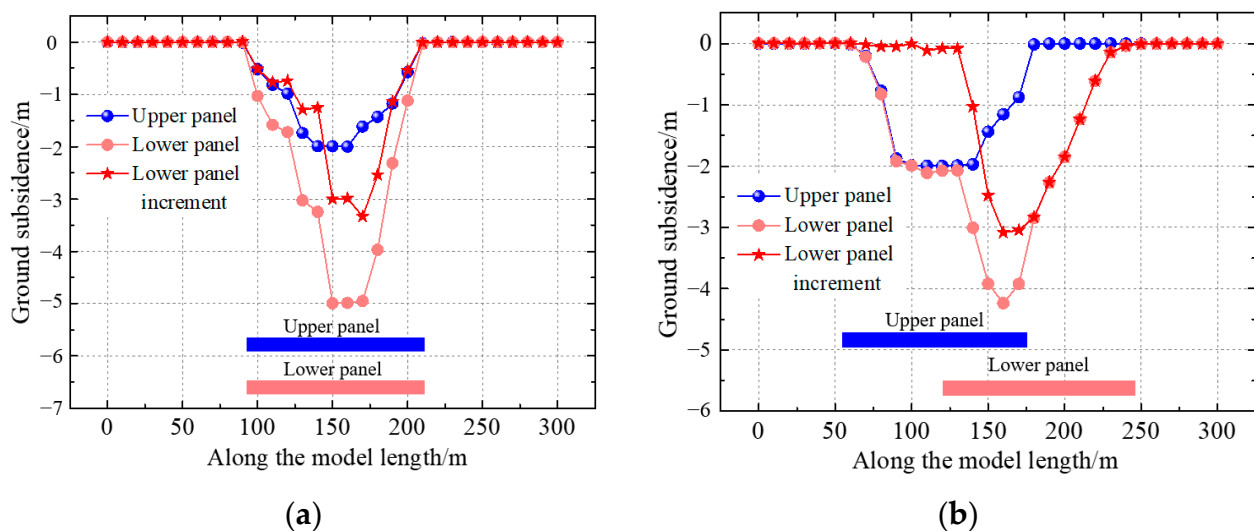 0
−1
−2
−3
−4
−5
−6
−7
Ground subsidence/m
Upper panel
Lower panel
Lower panel
increment
Upper panel
Lower panel
0 50 100 150 200 250 300
Along the model length/m
(a)
0
−1
−2
−3
−4
−5
−6
Ground subsidence/m
Upper panel
Lower panel
Lower panel
increment
Upper panel
Lower panel
0 50 100 150 200 250 300
Along the model length/m
(b)